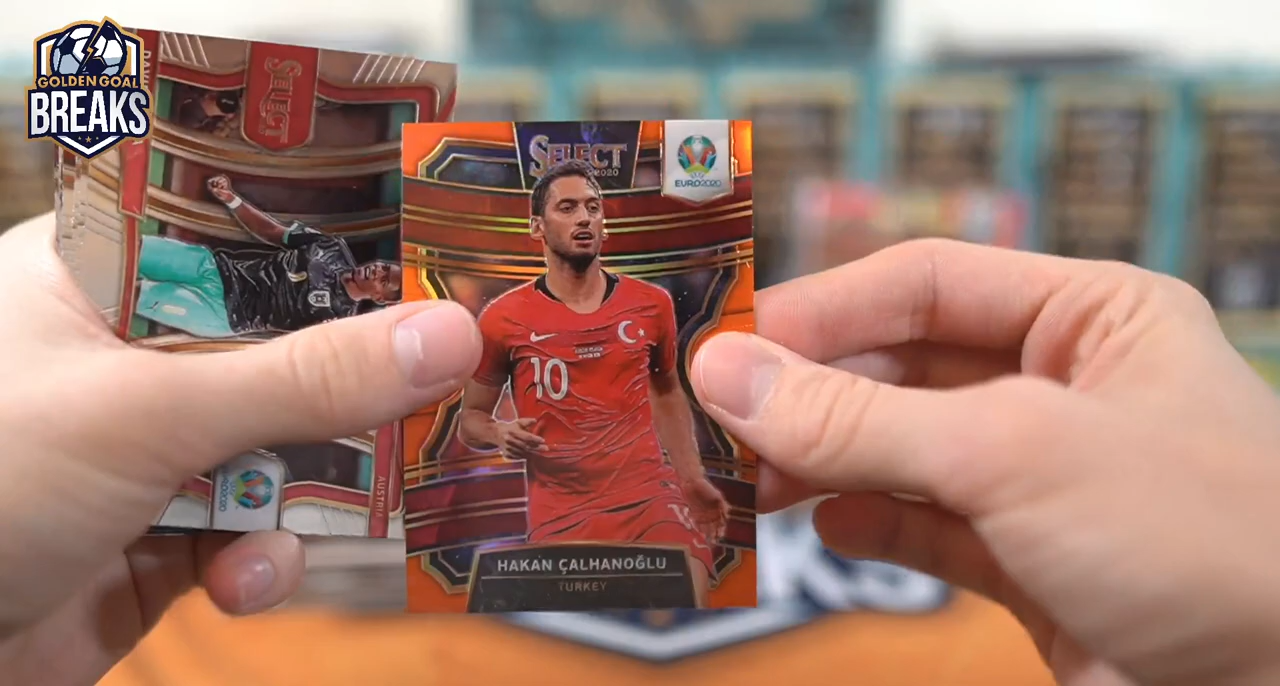 GOLDEN GOAL
BREAKS
SELECT
SELECT
2020
EURO2020
10
HAKAN ÇALHANOĞLU
TURKEY
AUSTRIA